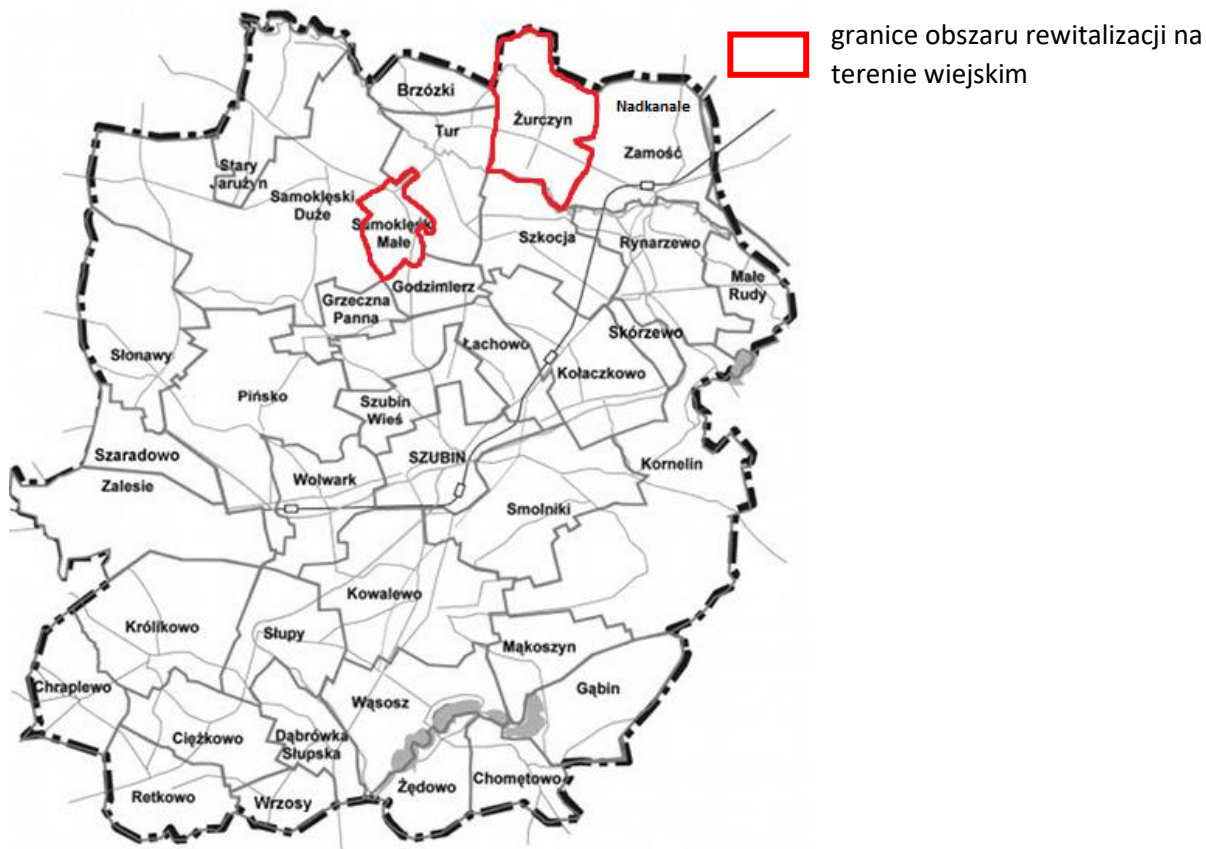 granice obszaru rewitalizacji na
terenie wiejskim
Brzózki
Żurczyn
Nadkanale
Tur
Zamość
Stary
Jarużyn
Samoklęski
Duże
Samoklęski
Małe
Szkocja
Rynarzewo
Małe
Rudy
Godzimierz
Grzeczna
Panna
Skórzewo
Łachowo
Słonawy
Kołaczkowo
Pińsko
Szubin
Wieś
Szaradowo
SZUBIN
Kornelin
Zalesie
Wolwark
Smolniki
Kowalewo
Królikowo
Słupy
Mąkoszyn
Chraplewo
Gąbin
Wąsosz
Ciężkowo
Dąbrówka
Słupska
Chomętowo
Żędowo
Retkowo
Wrzosy